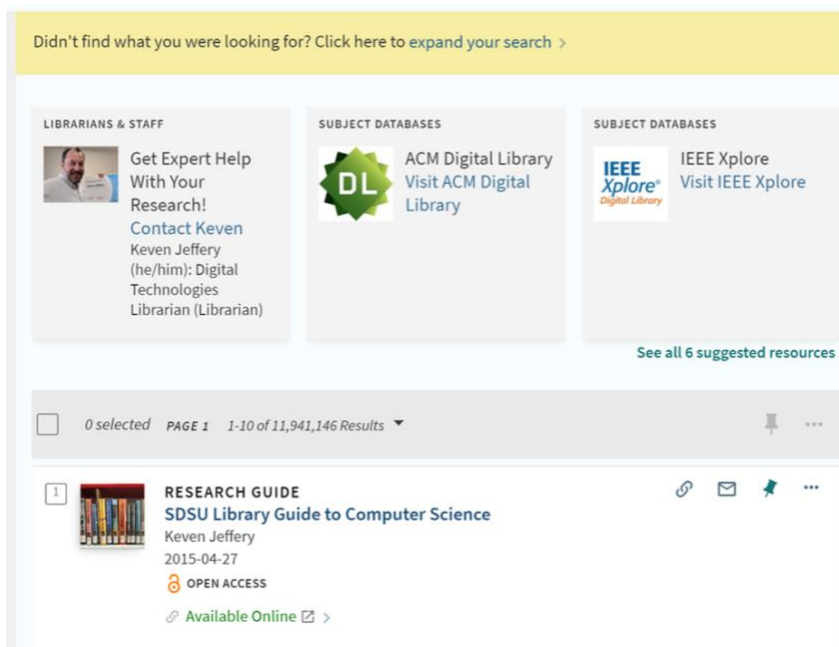 Didn't find what you were looking for? Click here to expand your search >
LIBRARIANS & STAFF
Get Expert Help
With Your
Research!
Contact Keven
Keven Jeffery
(he/him): Digital
Technologies
Librarian (Librarian)
SUBJECT DATABASES
DL
ACM Digital Library
Visit ACM Digital
Library
SUBJECT DATABASES
IEEE
Xplore®
Digital Library
IEEE Xplore
Visit IEEE Xplore
See all 6 suggested resources
0 selected PAGE 1 1-10 of 11,941,146 Results
1
RESEARCH GUIDE
SDSU Library Guide to Computer Science
Keven Jeffery
2015-04-27
OPEN ACCESS
Available Online >